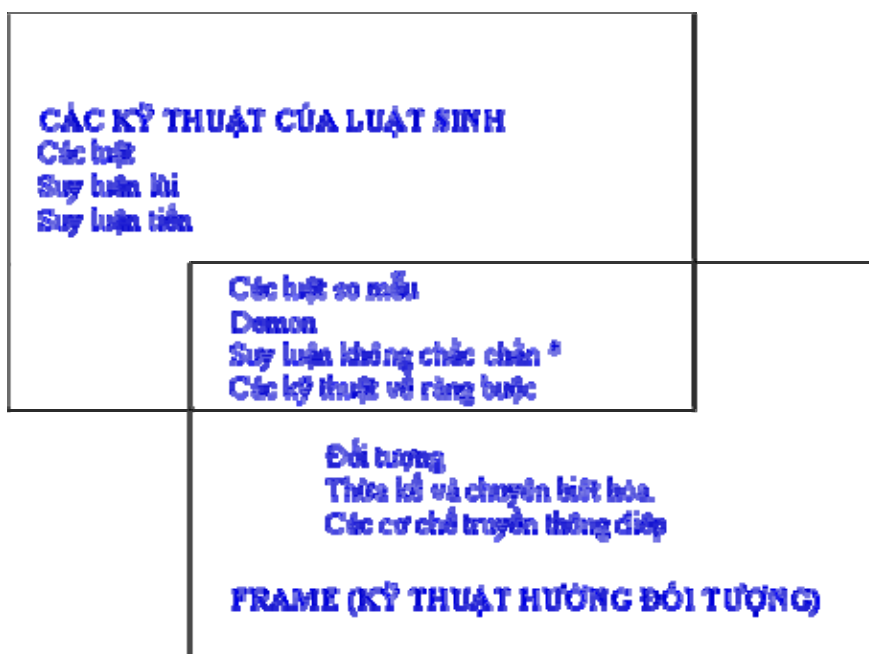 CÁC KỸ THUẬT CỦA LUẬT SINH
Các luật
Suy luận lùi
Suy luận tiến
Các luật so mẫu
Demon
Suy luận không chắc chắn *
Các kỹ thuật về ràng buộc
Đối tượng
Thừa kế và chuyên biệt hóa.
Các cơ chế truyền thông điệp
FRAME (KỸ THUẬT HƯỚNG ĐỐI TƯỢNG)